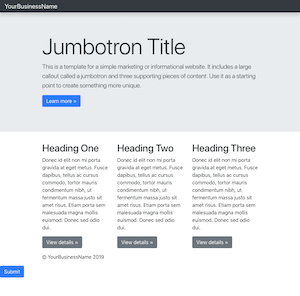 YourBusinessName
Jumbotron Title
This is a template for a simple marketing or informational website. It includes a large
callout called a jumbotron and three supporting pieces of content. Use it as a starting
point to create something more unique.
Learn more »
Heading One
Donec id elit non mi porta
gravida at eget metus. Fusce
dapibus, tellus ac cursus
commodo, tortor mauris
condimentum nibh, ut
fermentum massa justo sit
amet risus. Etiam porta sem
malesuada magna mollis
euismod. Donec sed odio
dui.
View details »
Heading Two
Donec id elit non mi porta
gravida at eget metus. Fusce
dapibus, tellus ac cursus
commodo, tortor mauris
condimentum nibh, ut
fermentum massa justo sit
amet risus. Etiam porta sem
malesuada magna mollis
euismod. Donec sed odio
dui.
View details »
Heading Three
Donec id elit non mi porta
gravida at eget metus. Fusce
dapibus, tellus ac cursus
commodo, tortor mauris
condimentum nibh, ut
fermentum massa justo sit
amet risus. Etiam porta sem
malesuada magna mollis
euismod. Donec sed odio
dui.
View details »
© YourBusinessName 2019
Submit